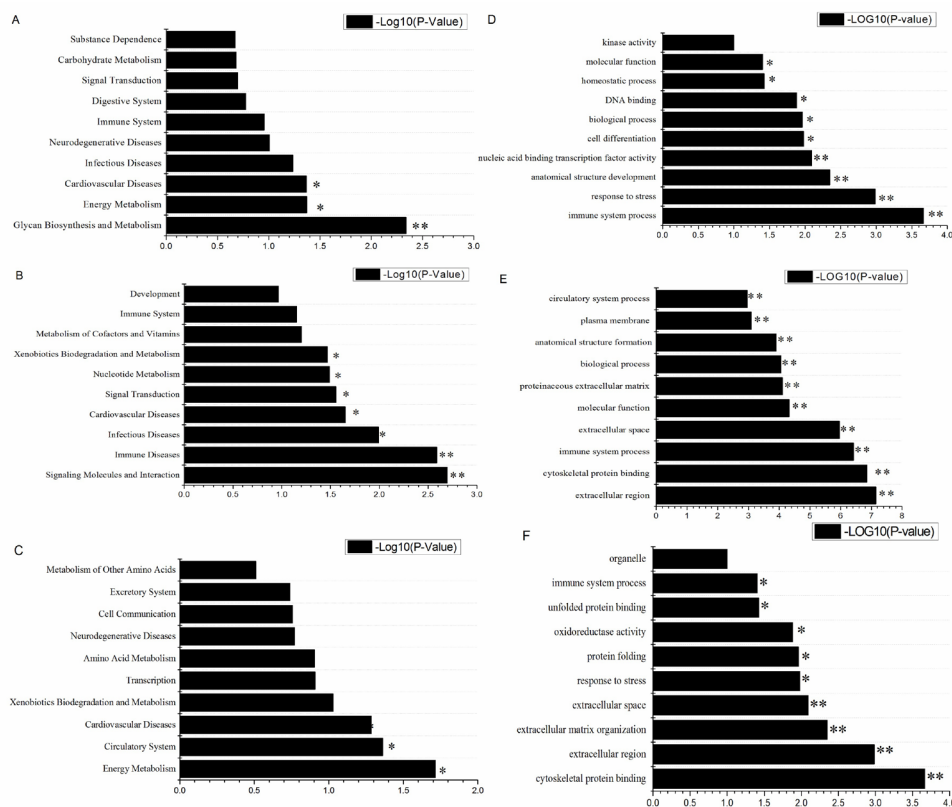 A
-Log10(P-Value)
Substance Dependence
Carbohydrate Metabolism
Signal Transduction
Digestive System
Immune System
Neurodegenerative Diseases
Infectious Diseases
Cardiovascular Diseases *
Energy Metabolism *
Glycan Biosynthesis and Metabolism **
0.0 0.5 1.0 1.5 2.0 2.5 3.0
B
-Log10(P-Value)
Development
Immune System
Metabolism of Cofactors and Vitamins
Xenobiotics Biodegradation and Metabolism *
Nucleotide Metabolism *
Signal Transduction *
Cardiovascular Diseases *
Infectious Diseases *
Immune Diseases **
Signaling Molecules and Interaction **
0.0 0.5 1.0 1.5 2.0 2.5 3.0
C
-Log10(P-Value)
Metabolism of Other Amino Acids
Excretory System
Cell Communication
Neurodegenerative Diseases
Amino Acid Metabolism
Transcription
Xenobiotics Biodegradation and Metabolism
Cardiovascular Diseases *
Circulatory System *
Energy Metabolism *
0.0 0.5 1.0 1.5 2.0
D
-LOG10(P-value)
kinase activity
molecular function *
homeostatic process *
DNA binding *
biological process *
cell differentiation *
nucleic acid binding transcription factor activity **
anatomical structure development **
response to stress **
immune system process **
0.0 0.5 1.0 1.5 2.0 2.5 3.0 3.5 4.0
E
-LOG10(P-value)
circulatory system process **
plasma membrane **
anatomical structure formation **
biological process **
proteinaceous extracellular matrix **
molecular function **
extracellular space **
immune system process **
cytoskeletal protein binding **
extracellular region **
0 1 2 3 4 5 6 7 8
F
-LOG10(P-value)
organelle
immune system process *
unfolded protein binding *
oxidoreductase activity *
protein folding *
response to stress *
extracellular space **
extracellular matrix organization **
extracellular region **
cytoskeletal protein binding **
0.0 0.5 1.0 1.5 2.0 2.5 3.0 3.5 4.0